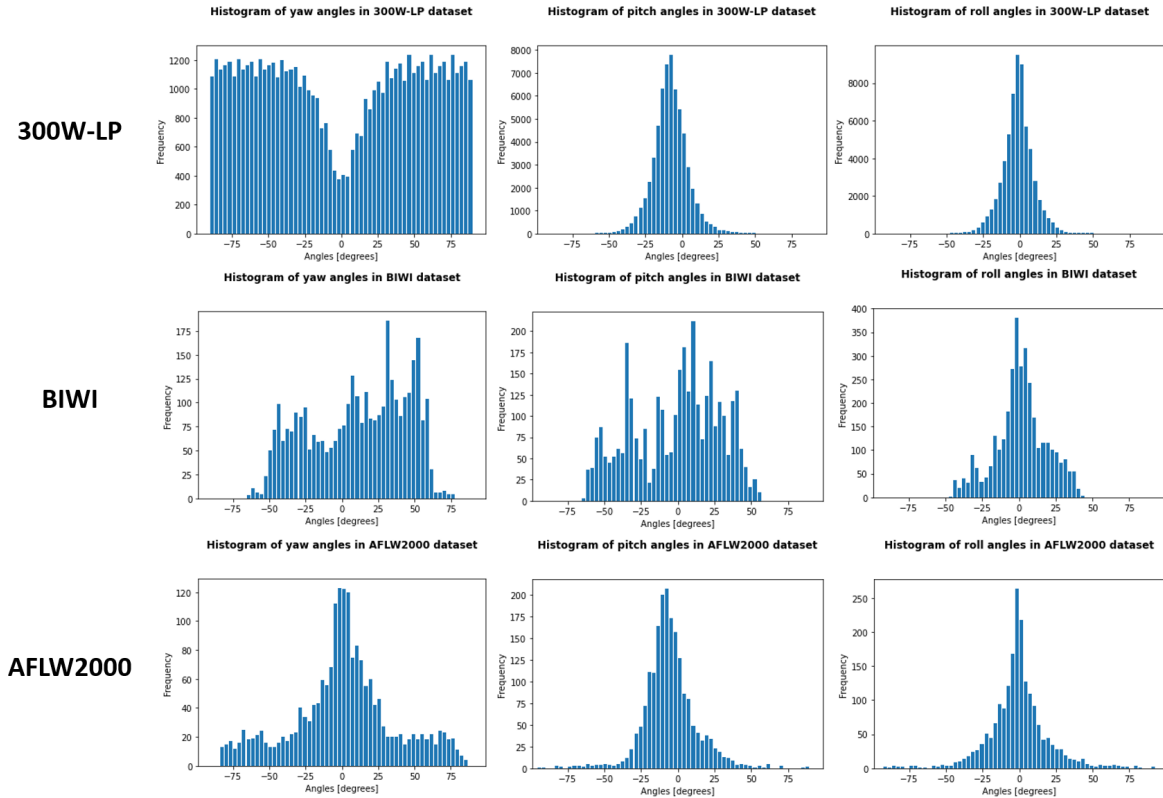 Histogram of yaw angles in 300W-LP dataset
Histogram of pitch angles in 300W-LP dataset
Histogram of roll angles in 300W-LP dataset
300W-LP
Frequency
1200
1000
800
600
400
200
0
−75 −50 −25 0 25 50 75
Angles [degrees]
Frequency
8000
7000
6000
5000
4000
3000
2000
1000
0
−75 −50 −25 0 25 50 75
Angles [degrees]
Frequency
8000
6000
4000
2000
0
−75 −50 −25 0 25 50 75
Angles [degrees]
Histogram of yaw angles in BIWI dataset
Histogram of pitch angles in BIWI dataset
Histogram of roll angles in BIWI dataset
BIWI
Frequency
175
150
125
100
75
50
25
0
−75 −50 −25 0 25 50 75
Angles [degrees]
Frequency
200
175
150
125
100
75
50
25
0
−75 −50 −25 0 25 50 75
Angles [degrees]
Frequency
400
350
300
250
200
150
100
50
0
−75 −50 −25 0 25 50 75
Angles [degrees]
Histogram of yaw angles in AFLW2000 dataset
Histogram of pitch angles in AFLW2000 dataset
Histogram of roll angles in AFLW2000 dataset
AFLW2000
Frequency
120
100
80
60
40
20
0
−75 −50 −25 0 25 50 75
Angles [degrees]
Frequency
200
175
150
125
100
75
50
25
0
−75 −50 −25 0 25 50 75
Angles [degrees]
Frequency
250
200
150
100
50
0
−75 −50 −25 0 25 50 75
Angles [degrees]